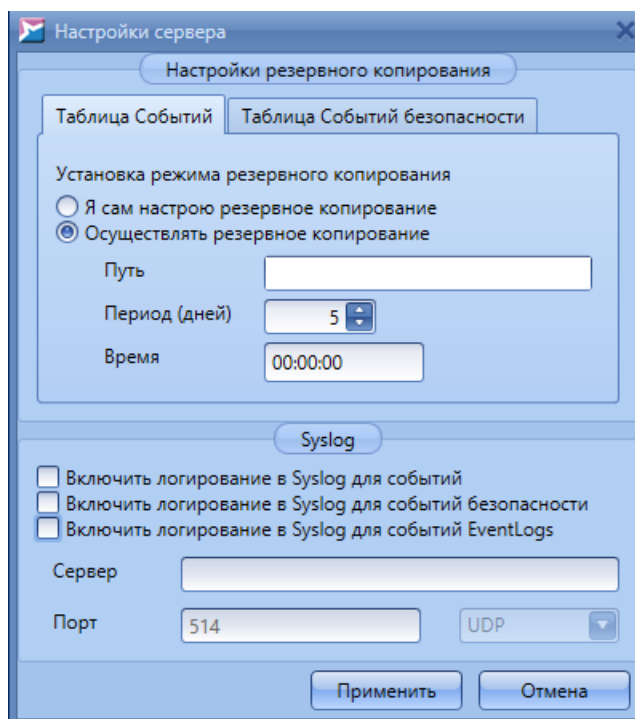 Настройки сервера
Настройки резервного копирования
Таблица Событий
Таблица Событий безопасности
Установка режима резервного копирования
Я сам настрою резервное копирование
Осуществлять резервное копирование
Путь
Период (дней) 5
Время 00:00:00
Syslog
Включить логирование в Syslog для событий
Включить логирование в Syslog для событий безопасности
Включить логирование в Syslog для событий EventLogs
Сервер
Порт 514 UDP
Применить Отмена